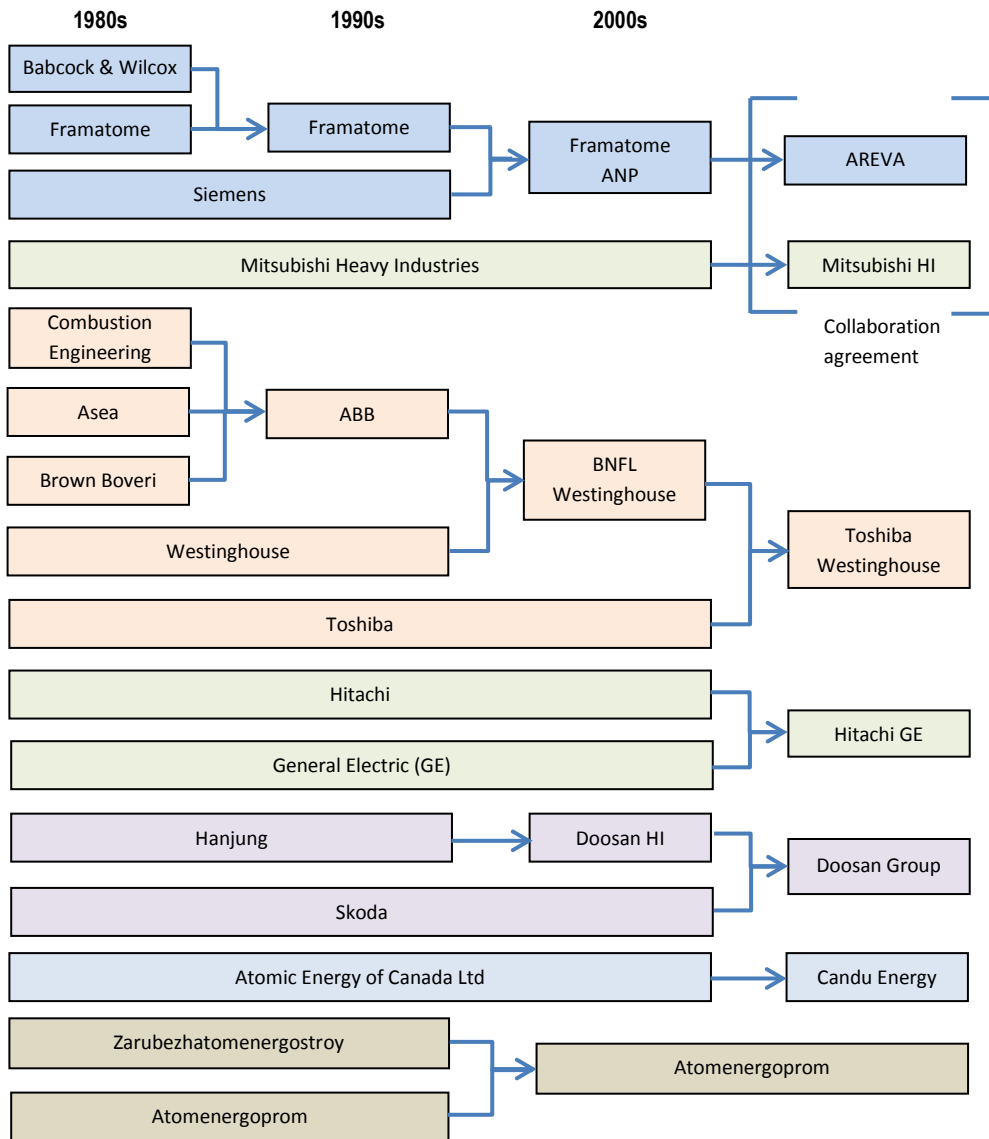 1980s
1990s
2000s
Babcock & Wilcox
Framatome
Framatome
Siemens
Framatome
ANP
AREVA
Mitsubishi Heavy Industries
Mitsubishi HI
Collaboration
agreement
Combustion
Engineering
Asea
ABB
Brown Boveri
BNFL
Westinghouse
Westinghouse
Toshiba
Westinghouse
Toshiba
Hitachi
Hitachi GE
General Electric (GE)
Hanjung
Doosan HI
Doosan Group
Skoda
Atomic Energy of Canada Ltd
Candu Energy
Zarubezhatomenergostroy
Atomenergoprom
Atomenergoprom